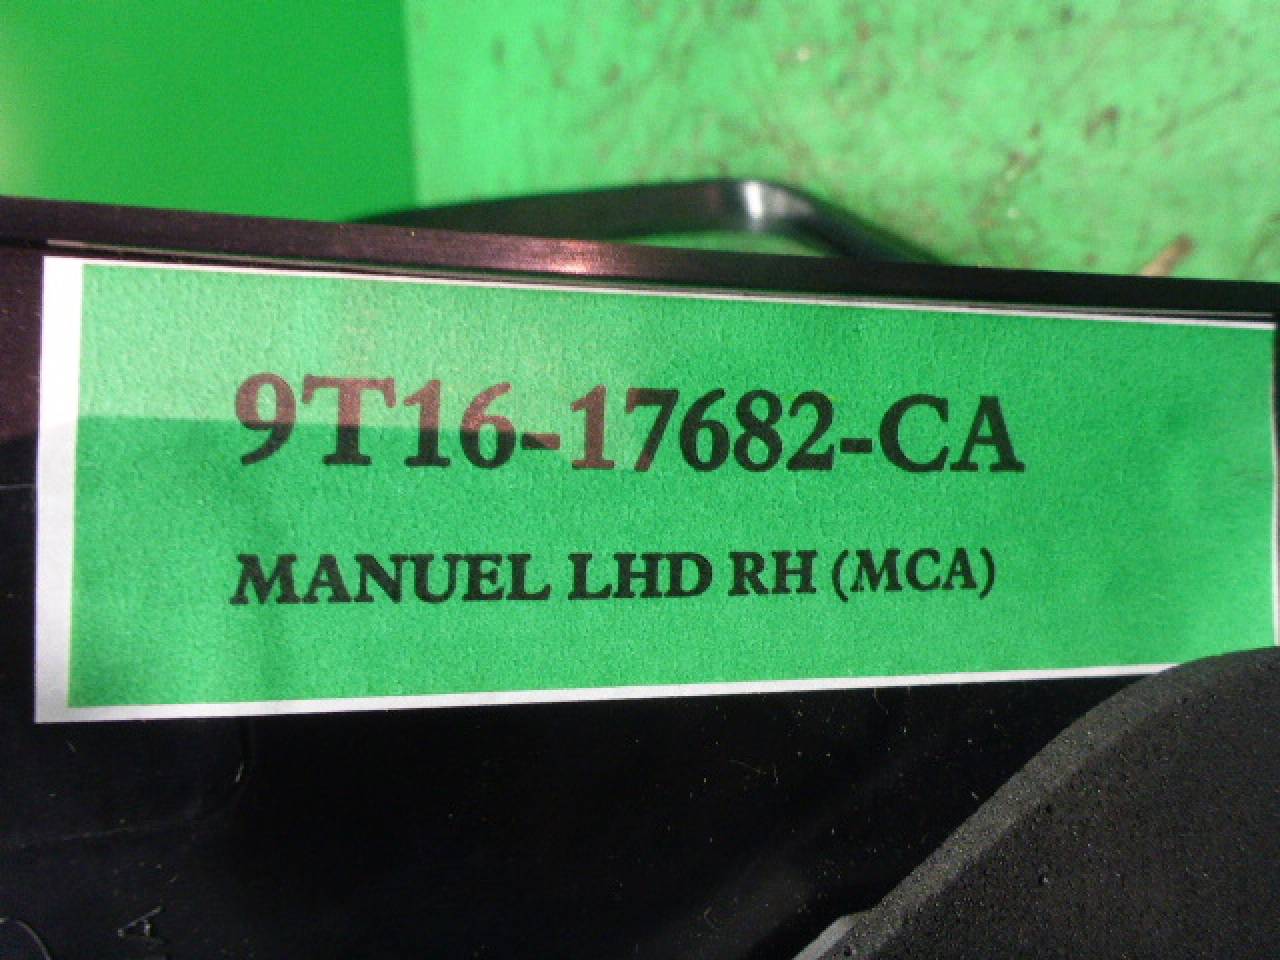 9T16-17682-CA
MANUEL LHD RH (MCA)